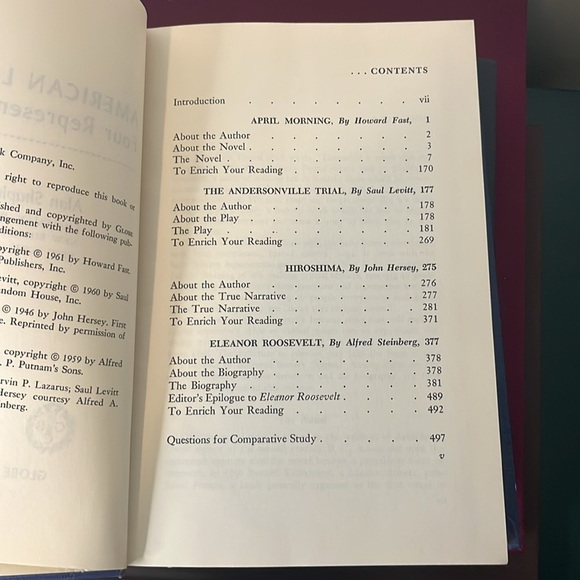 k Company, Inc.
right to reproduce this book or
ished and copyrighted by Globe
ngement with the following pub-
ditions:
pyright © 1961 by Howard Fast.
Publishers, Inc.
evitt, copyright © 1960 by Saul
ndom House, Inc.
© 1946 by John Hersey. First
e. Reprinted by permission of
copyright © 1959 by Alfred
. P. Putnam's Sons.
rvin P. Lazarus; Saul Levitt
Hersey courtesy Alfred A.
nberg.
... CONTENTS
Introduction . . . . . . . vii
APRIL MORNING, By Howard Fast, 1
About the Author . . . . . . 2
About the Novel . . . . . . . 3
The Novel . . . . . . . . 7
To Enrich Your Reading . . . . . 170
THE ANDERSONVILLE TRIAL, By Saul Levitt, 177
About the Author . . . . . . 178
About the Play . . . . . . 178
The Play . . . . . . . . 181
To Enrich Your Reading . . . . . 269
HIROSHIMA, By John Hersey, 275
About the Author . . . . . . 276
About the True Narrative . . . . . 277
The True Narrative . . . . . . 281
To Enrich Your Reading . . . . . 371
ELEANOR ROOSEVELT, By Alfred Steinberg, 377
About the Author . . . . . . 378
About the Biography . . . . . . 378
The Biography . . . . . . . 381
Editor's Epilogue to Eleanor Roosevelt . . . . 489
To Enrich Your Reading . . . . . 492
Questions for Comparative Study . . . . . 497
v